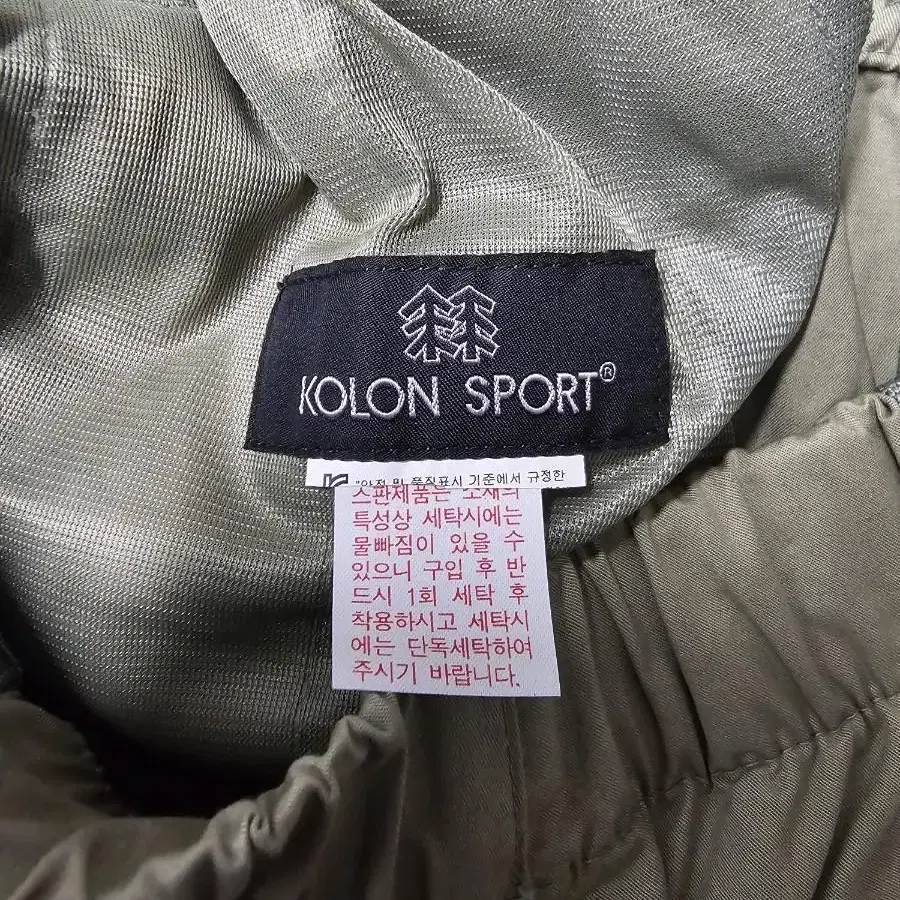 KOLON SPORT®
"안전 및 품질표시 기준에서 규정한
스판제품은 소재의
특성상 세탁시에는
물빠짐이 있을 수
있으니 구입 후 반
드시 1회 세탁 후
착용하시고 세탁시
에는 단독세탁하여
주시기 바랍니다.